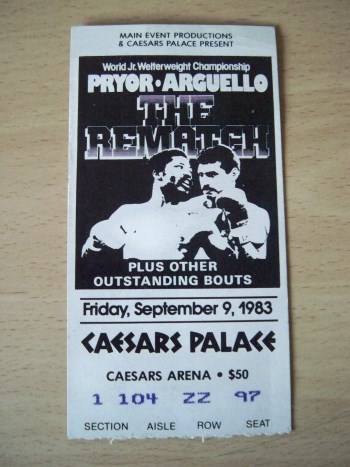 MAIN EVENT PRODUCTIONS
& CAESARS PALACE PRESENT
World Jr. Welterweight Championship
PRYOR • ARGUELLO
THE
REMATCH
PLUS OTHER
OUTSTANDING BOUTS
Friday, September 9, 1983
CAESARS PALACE
CAESARS ARENA • $50
1 104 ZZ 97
SECTION AISLE ROW SEAT